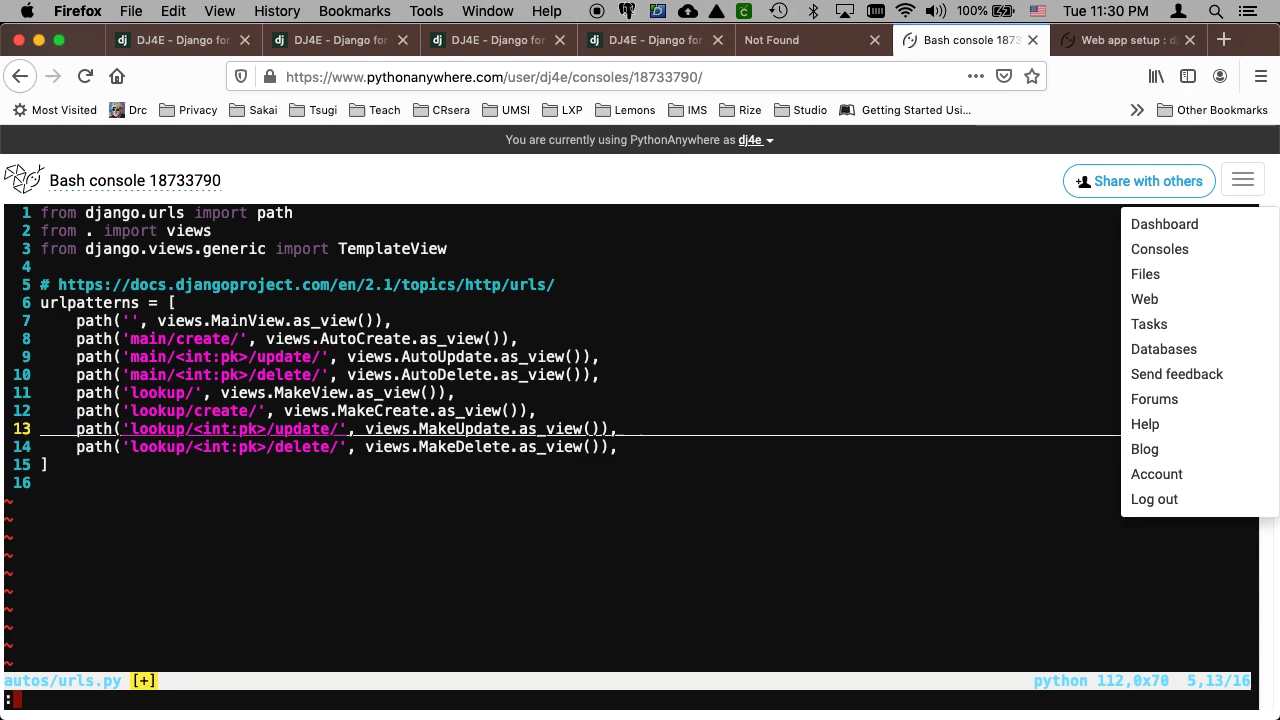 Firefox File Edit View History Bookmarks Tools Window Help 100% Tue 11:30 PM
DJ4E - Django for DJ4E - Django for DJ4E - Django for DJ4E - Django for Not Found Bash console 1873 Web app setup : d
https://www.pythonanywhere.com/user/dj4e/consoles/18733790/
Most Visited Drc Privacy Sakai Tsugi Teach CRsera UMSI LXP Lemons IMS Rize Studio Getting Started Usi... Other Bookmarks
You are currently using PythonAnywhere as dj4e
Bash console 18733790
Share with others
Dashboard
Consoles
Files
Web
Tasks
Databases
Send feedback
Forums
Help
Blog
Account
Log out
1 from django.urls import path
2 from . import views
3 from django.views.generic import TemplateView
4
5 # https://docs.djangoproject.com/en/2.1/topics/http/urls/
6 urlpatterns = [
7     path('', views.MainView.as_view()),
8     path('main/create/', views.AutoCreate.as_view()),
9     path('main/<int:pk>/update/', views.AutoUpdate.as_view()),
10     path('main/<int:pk>/delete/', views.AutoDelete.as_view()),
11     path('lookup/', views.MakeView.as_view()),
12     path('lookup/create/', views.MakeCreate.as_view()),
13     path('lookup/<int:pk>/update/', views.MakeUpdate.as_view()),
14     path('lookup/<int:pk>/delete/', views.MakeDelete.as_view()),
15 ]
16
~
~
~
~
~
~
~
~
~
~
autos/urls.py [+] python 112,0x70 5,13/16
: